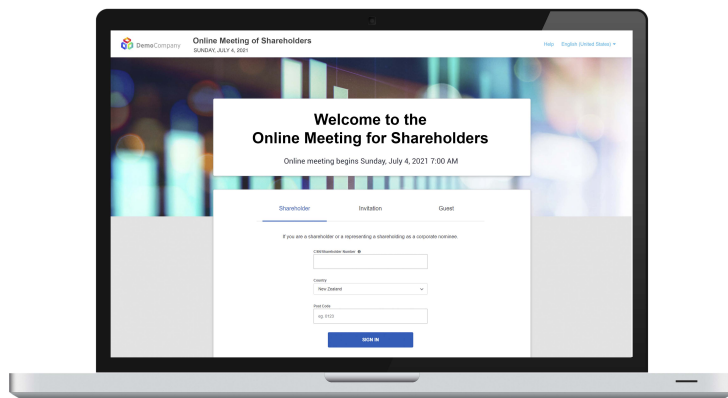 DemoCompany
Online Meeting of Shareholders
SUNDAY, JULY 4, 2021
Help English (United States)
Welcome to the
Online Meeting for Shareholders
Online meeting begins Sunday, July 4, 2021 7:00 AM
Shareholder Invitation Guest
If you are a shareholder or a representing a shareholding as a corporate nominee.
CSN/Shareholder Number
Country
New Zealand
Post Code
eg. 0123
SIGN IN